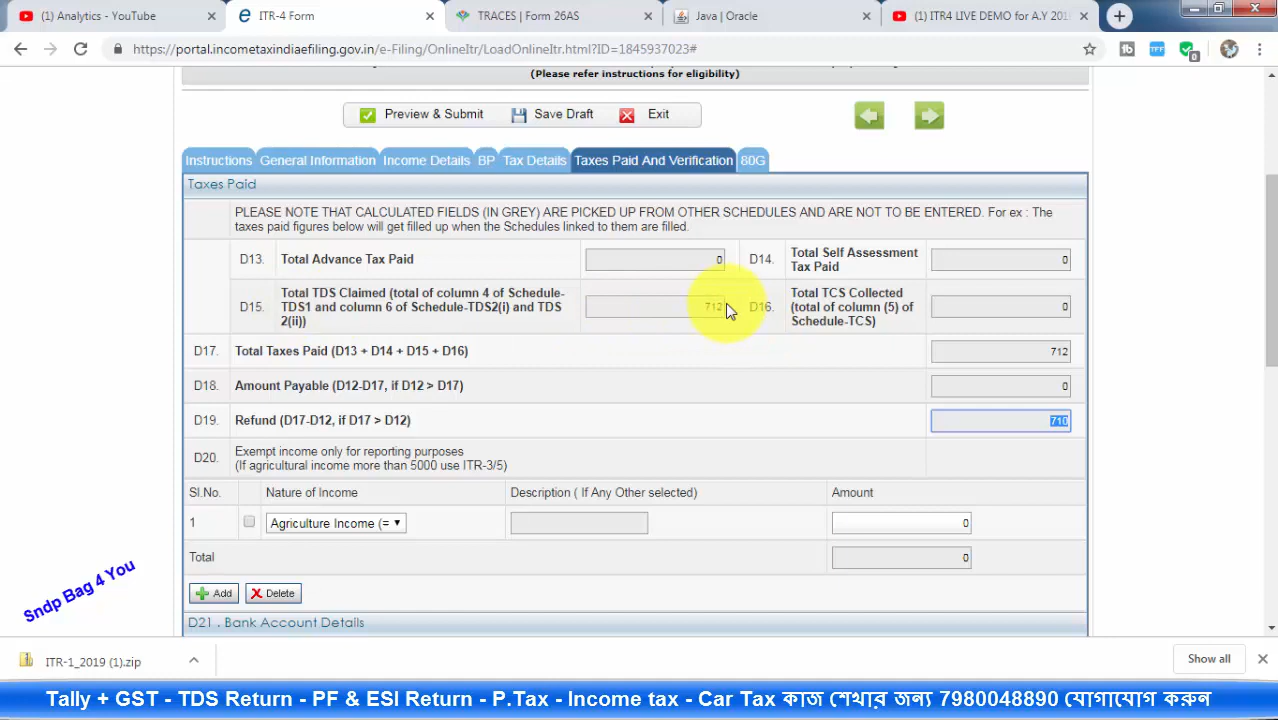 (1) Analytics - YouTube
ITR-4 Form
TRACES | Form 26AS
Java | Oracle
(1) ITR4 LIVE DEMO for A.Y 2019
https://portal.incometaxindiaefiling.gov.in/e-Filing/OnlineItr/LoadOnlineItr.html?ID=1845937023#
(Please refer instructions for eligibility)
Preview & Submit
Save Draft
Exit
Instructions
General Information
Income Details
BP
Tax Details
Taxes Paid And Verification
80G
Taxes Paid
PLEASE NOTE THAT CALCULATED FIELDS (IN GREY) ARE PICKED UP FROM OTHER SCHEDULES AND ARE NOT TO BE ENTERED. For ex : The
taxes paid figures below will get filled up when the Schedules linked to them are filled.
D13. Total Advance Tax Paid 0
D14. Total Self Assessment
Tax Paid 0
D15. Total TDS Claimed (total of column 4 of Schedule-
TDS1 and column 6 of Schedule-TDS2(i) and TDS
2(ii)) 712
D16. Total TCS Collected
(total of column (5) of
Schedule-TCS) 0
D17. Total Taxes Paid (D13 + D14 + D15 + D16) 712
D18. Amount Payable (D12-D17, if D12 > D17) 0
D19. Refund (D17-D12, if D17 > D12) 710
D20. Exempt income only for reporting purposes
(If agricultural income more than 5000 use ITR-3/5)
Sl.No. Nature of Income Description ( If Any Other selected) Amount
1 Agriculture Income (= 0
Total 0
Add Delete
D21 . Bank Account Details
Sndp Bag 4 You
ITR-1_2019 (1).zip
Show all
Tally + GST - TDS Return - PF & ESI Return - P.Tax - Income tax - Car Tax কাজ শেখার জন্য 7980048890 যোগাযোগ করুন